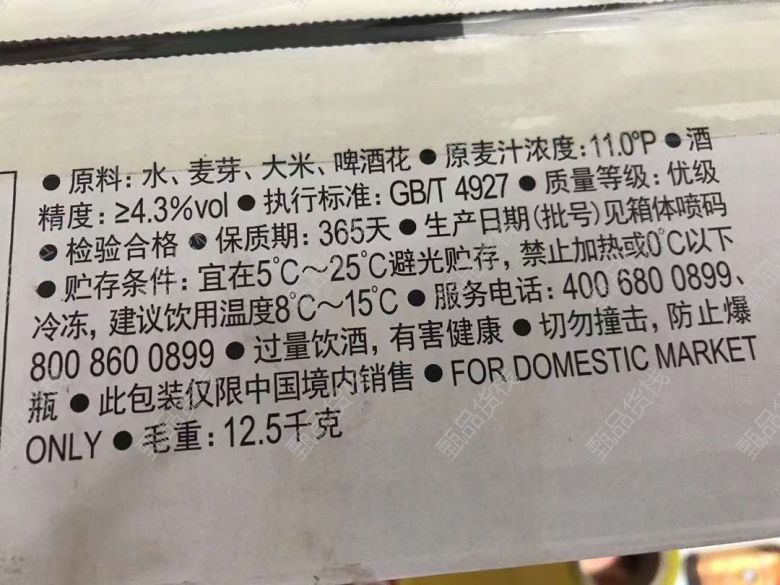 ● 原料: 水、麦芽、大米、啤酒花 ● 原麦汁浓度: 11.0°P ● 酒
精度: ≥4.3%vol ● 执行标准: GB/T 4927 ● 质量等级: 优级
● 检验合格 ● 保质期: 365天 ● 生产日期(批号)见箱体喷码
● 贮存条件: 宜在5℃～25℃避光贮存, 禁止加热或0℃以下
冷冻, 建议饮用温度8℃～15℃ ● 服务电话: 400 680 0899、
800 860 0899 ● 过量饮酒, 有害健康 ● 切勿撞击, 防止爆
瓶 ● 此包装仅限中国境内销售 ● FOR DOMESTIC MARKET
ONLY ● 毛重: 12.5千克
甄品货栈